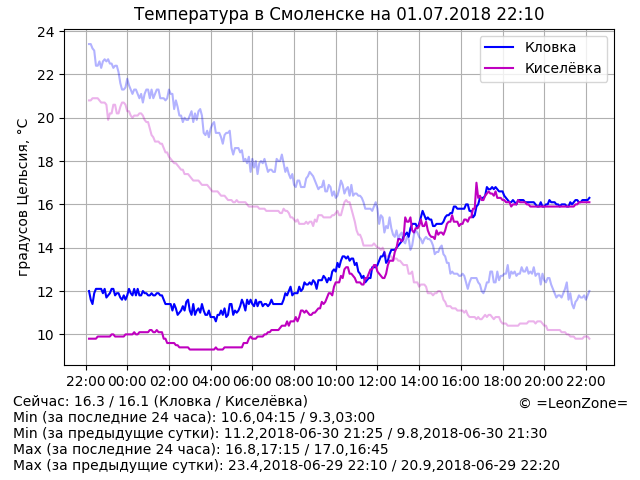 Температура в Смоленске на 01.07.2018 22:10
градусов Цельсия, °C
24
22
20
18
16
14
12
10
Кловка
Киселёвка
22:00 00:00 02:00 04:00 06:00 08:00 10:00 12:00 14:00 16:00 18:00 20:00 22:00
Сейчас: 16.3 / 16.1 (Кловка / Киселёвка)
© =LeonZone=
Min (за последние 24 часа): 10.6,04:15 / 9.3,03:00
Min (за предыдущие сутки): 11.2,2018-06-30 21:25 / 9.8,2018-06-30 21:30
Max (за последние 24 часа): 16.8,17:15 / 17.0,16:45
Max (за предыдущие сутки): 23.4,2018-06-29 22:10 / 20.9,2018-06-29 22:20